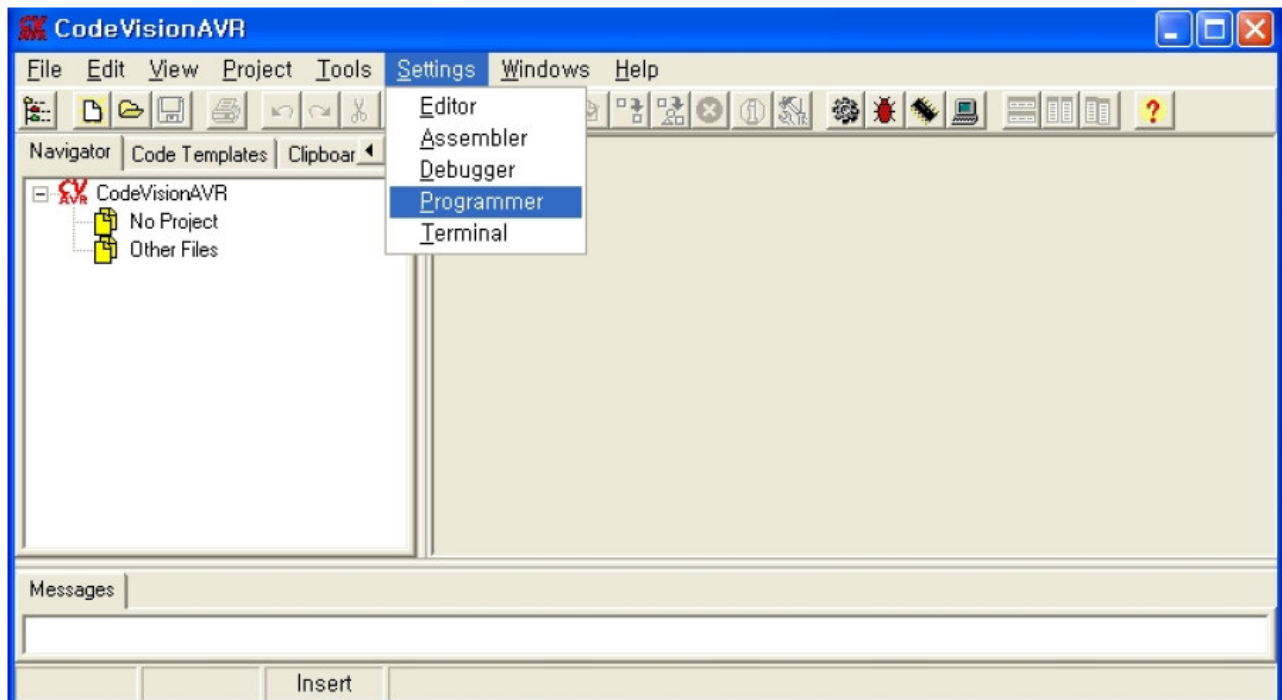 CodeVisionAVR
File Edit View Project Tools Settings Windows Help
Editor
Assembler
Debugger
Programmer
Terminal
Navigator Code Templates Clipboar
CodeVisionAVR
No Project
Other Files
Messages
Insert